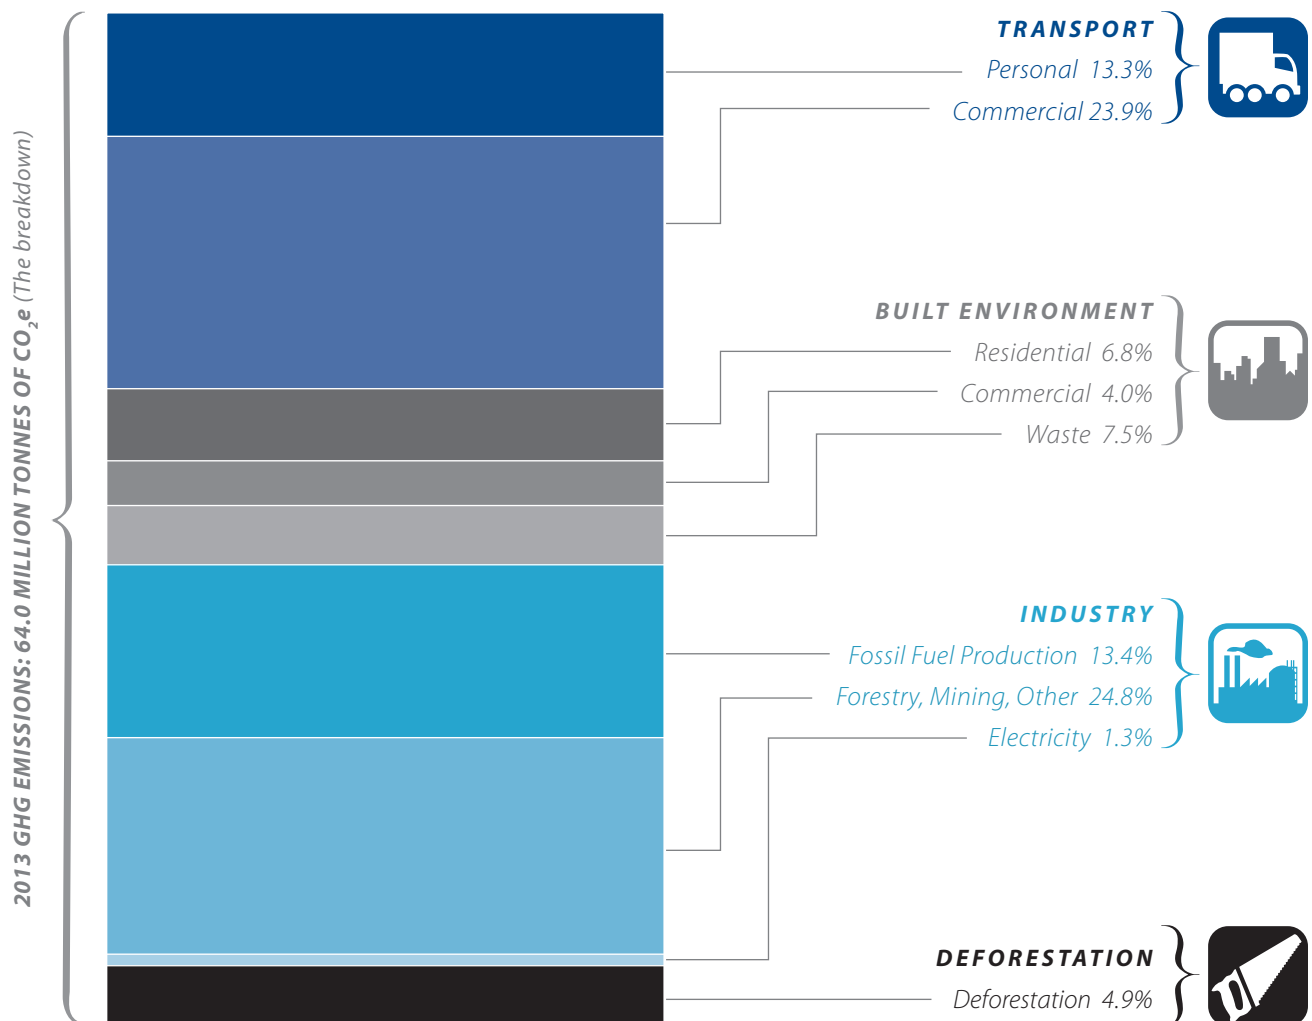 2013 GHG EMISSIONS: 64.0 MILLION TONNES OF CO₂e (The breakdown)
TRANSPORT
Personal 13.3%
Commercial 23.9%
BUILT ENVIRONMENT
Residential 6.8%
Commercial 4.0%
Waste 7.5%
INDUSTRY
Fossil Fuel Production 13.4%
Forestry, Mining, Other 24.8%
Electricity 1.3%
DEFORESTATION
Deforestation 4.9%